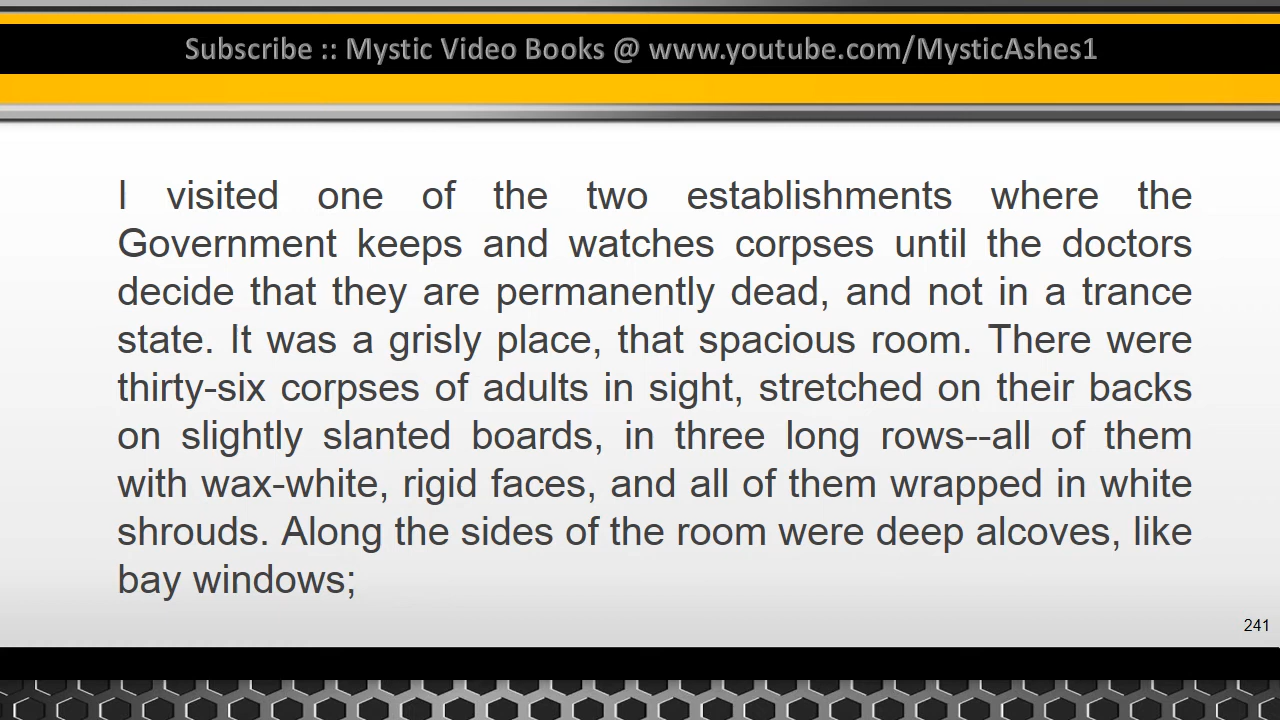 Subscribe :: Mystic Video Books @ www.youtube.com/MysticAshes1
I visited one of the two establishments where the
Government keeps and watches corpses until the doctors
decide that they are permanently dead, and not in a trance
state. It was a grisly place, that spacious room. There were
thirty-six corpses of adults in sight, stretched on their backs
on slightly slanted boards, in three long rows--all of them
with wax-white, rigid faces, and all of them wrapped in white
shrouds. Along the sides of the room were deep alcoves, like
bay windows;
241